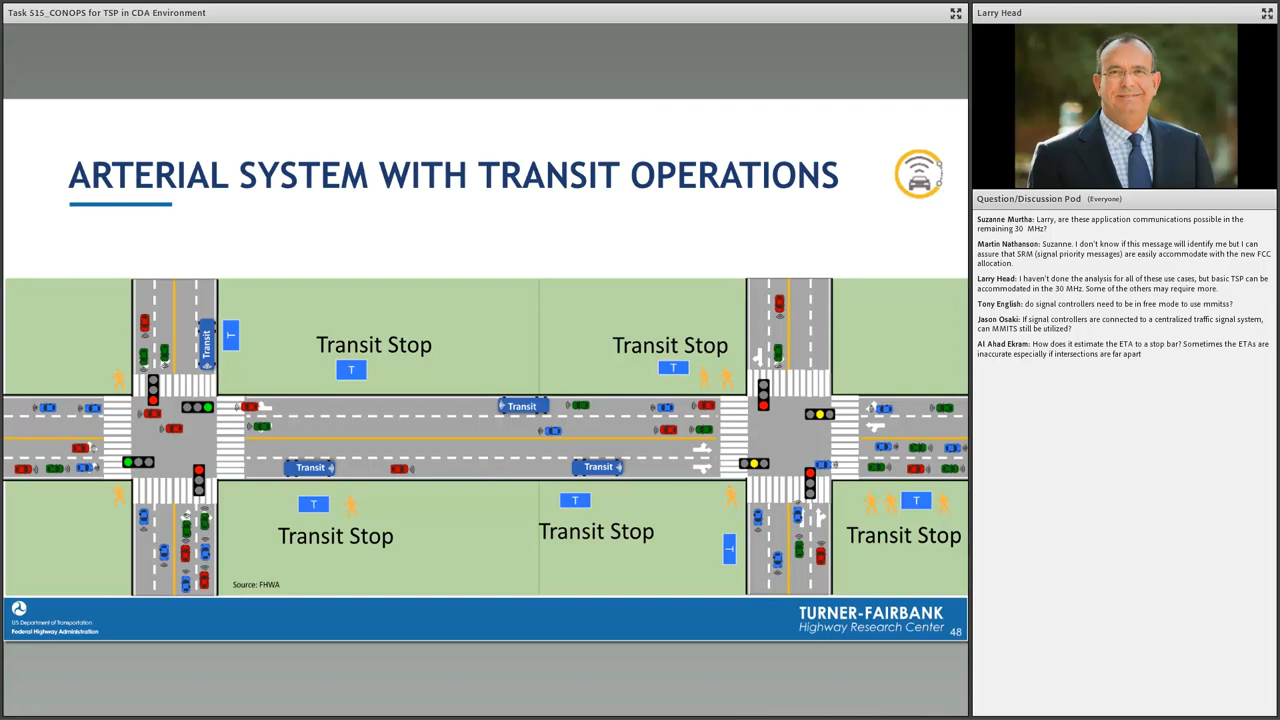 Task 515_CONOPS for TSP in CDA Environment
ARTERIAL SYSTEM WITH TRANSIT OPERATIONS
Transit
T
Transit Stop
T
Transit Stop
T
Transit
Transit
Transit
T
Transit Stop
T
Transit Stop
T
T
Transit Stop
Source: FHWA
U.S. Department of Transportation
Federal Highway Administration
TURNER-FAIRBANK
Highway Research Center
48
Larry Head
Question/Discussion Pod (Everyone)
Suzanne Murtha: Larry, are these application communications possible in the
remaining 30 MHz?
Martin Nathanson: Suzanne. I don't know if this message will identify me but I can
assure that SRM (signal priority messages) are easily accommodate with the new FCC
allocation.
Larry Head: I haven't done the analysis for all of these use cases, but basic TSP can be
accommodated in the 30 MHz. Some of the others may require more.
Tony English: do signal controllers need to be in free mode to use mmitss?
Jason Osaki: If signal controllers are connected to a centralized traffic signal system,
can MMITS still be utilized?
Al Ahad Ekram: How does it estimate the ETA to a stop bar? Sometimes the ETAs are
inaccurate especially if intersections are far apart